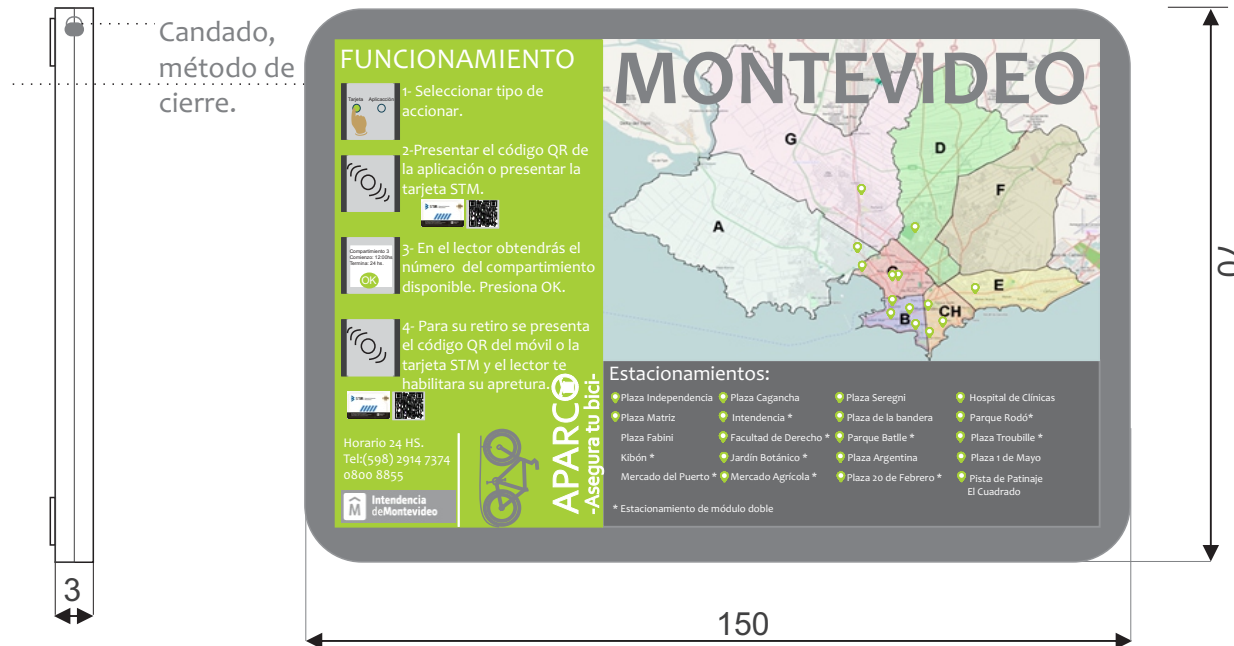 Candado,
método de
cierre.
3
150
FUNCIONAMIENTO
Tarjeta Aplicación
1- Seleccionar tipo de
accionar.
2-Presentar el código QR de
la aplicación o presentar la
tarjeta STM.
Compartimiento 3
Comienzo: 12:00hs
Termina: 24 hs.
OK
3- En el lector obtendrás el
número del compartimiento
disponible. Presiona OK.
4- Para su retiro se presenta
el código QR del móvil o la
tarjeta STM y el lector te
habilitara su apretura.
Horario 24 HS.
Tel:(598) 2914 7374
0800 8855
M
Intendencia
deMontevideo
APARCO
-Asegura tu bici-
MONTEVIDEO
G
D
F
A
C
E
B
CH
Estacionamientos:
Plaza Independencia Plaza Cagancha Plaza Seregni Hospital de Clínicas
Plaza Matriz Intendencia * Plaza de la bandera Parque Rodó*
Plaza Fabini Facultad de Derecho * Parque Batlle * Plaza Troubille *
Kibón * Jardín Botánico * Plaza Argentina Plaza 1 de Mayo
Mercado del Puerto * Mercado Agrícola * Plaza 20 de Febrero * Pista de Patinaje
El Cuadrado
* Estacionamiento de módulo doble